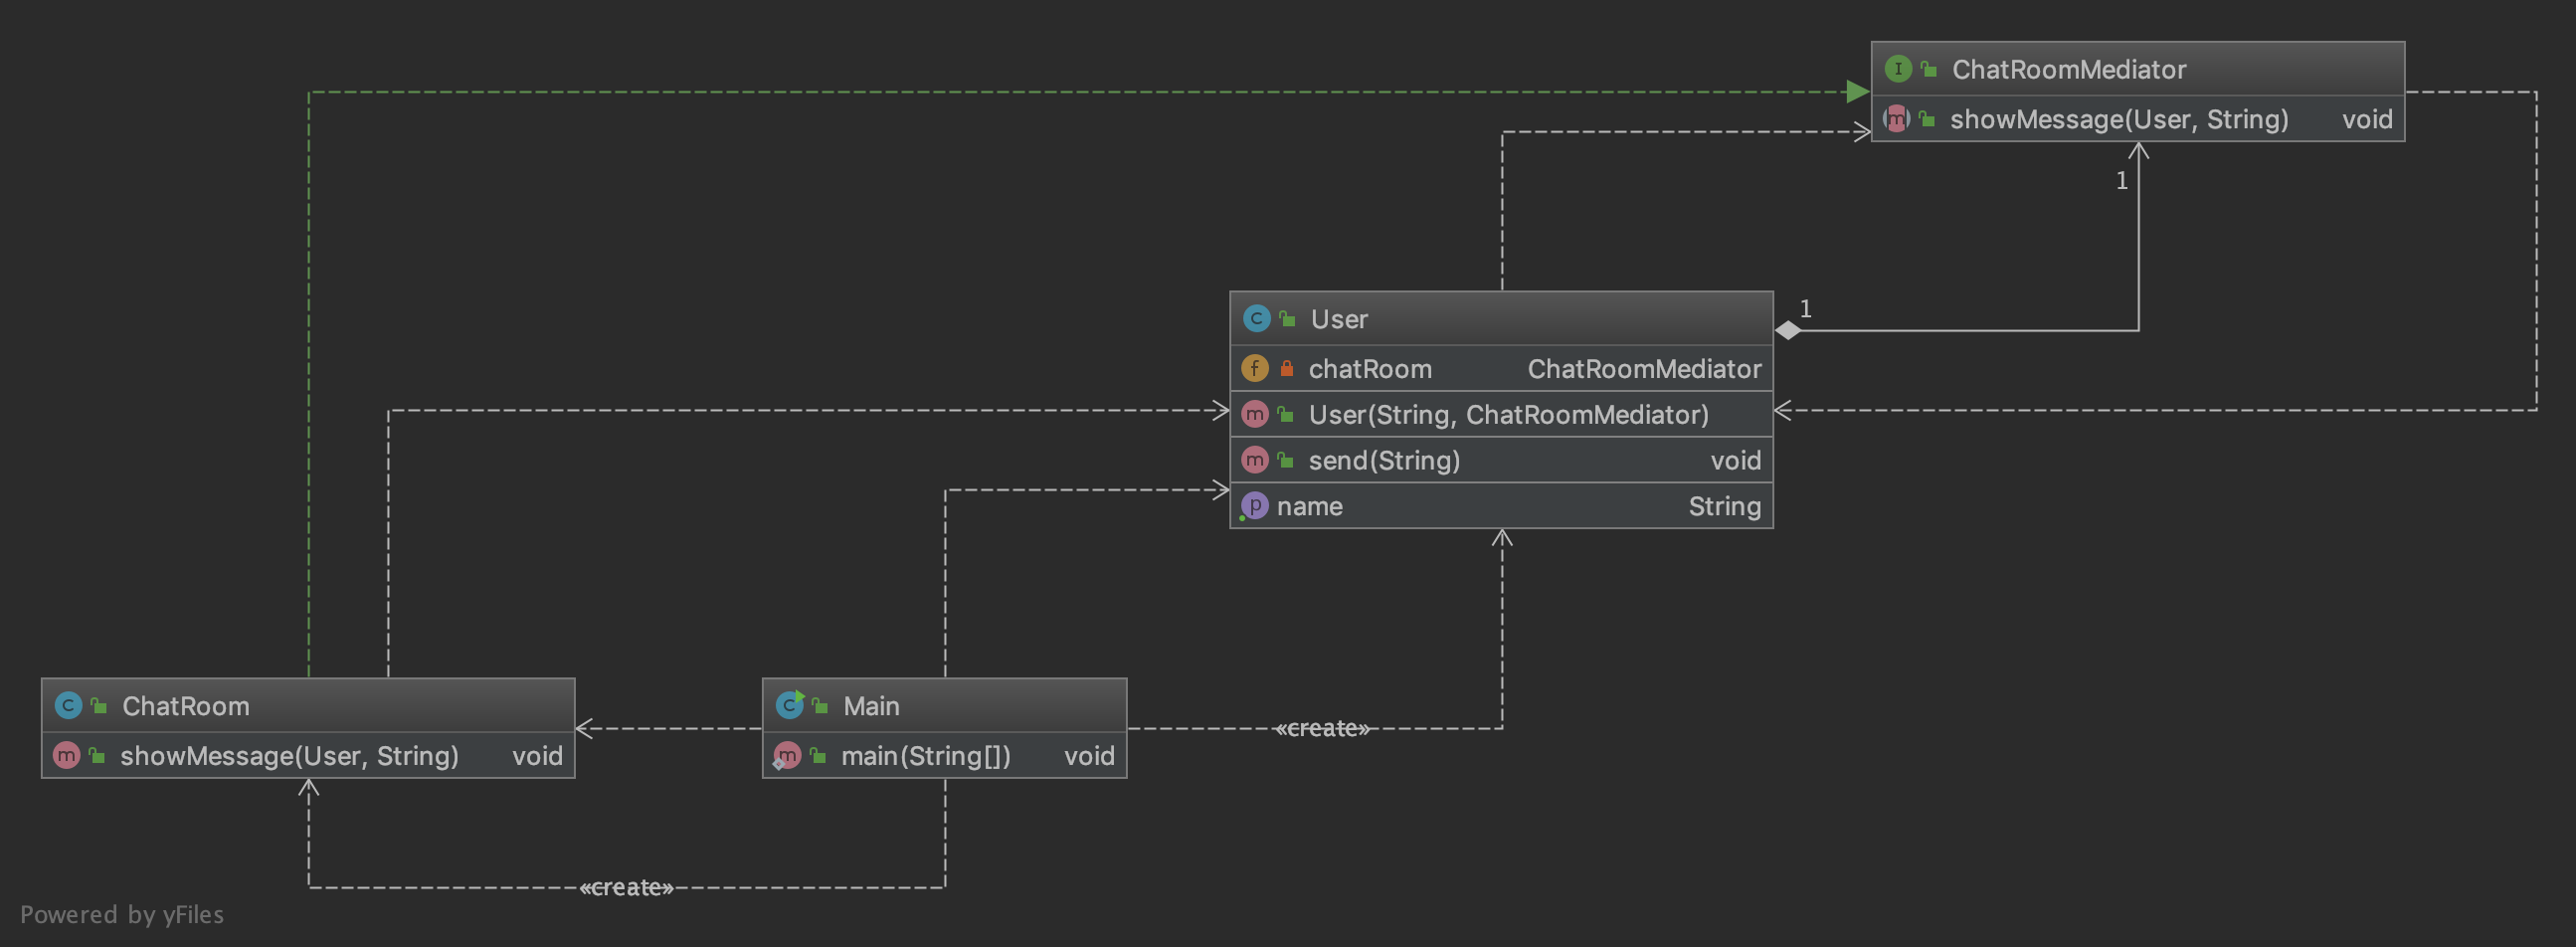 I ChatRoomMediator
m showMessage(User, String) void
1
1
C User
f chatRoom ChatRoomMediator
m User(String, ChatRoomMediator)
m send(String) void
p name String
C ChatRoom
m showMessage(User, String) void
C Main
m main(String[]) void
«create»
«create»
Powered by yFiles